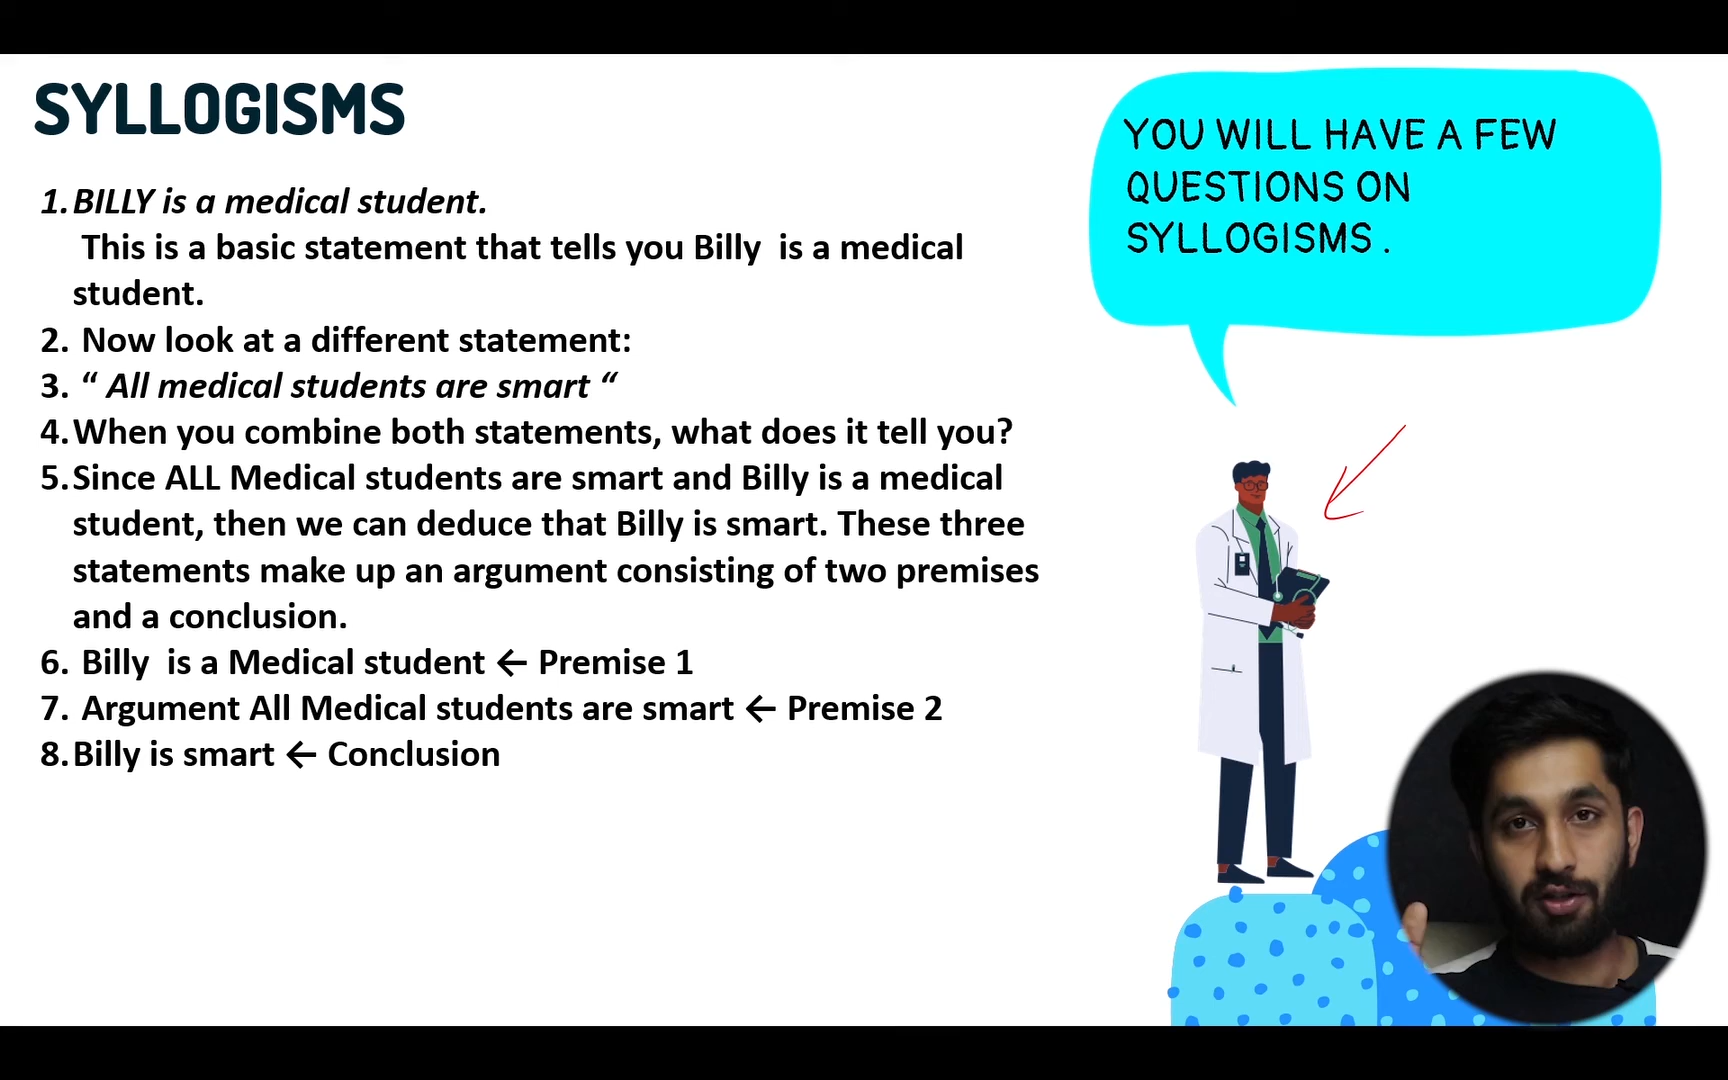 SYLLOGISMS
1. BILLY is a medical student.
This is a basic statement that tells you Billy is a medical
student.
2. Now look at a different statement:
3. “ All medical students are smart “
4. When you combine both statements, what does it tell you?
5. Since ALL Medical students are smart and Billy is a medical
student, then we can deduce that Billy is smart. These three
statements make up an argument consisting of two premises
and a conclusion.
6. Billy is a Medical student ← Premise 1
7. Argument All Medical students are smart ← Premise 2
8. Billy is smart ← Conclusion
YOU WILL HAVE A FEW
QUESTIONS ON
SYLLOGISMS .